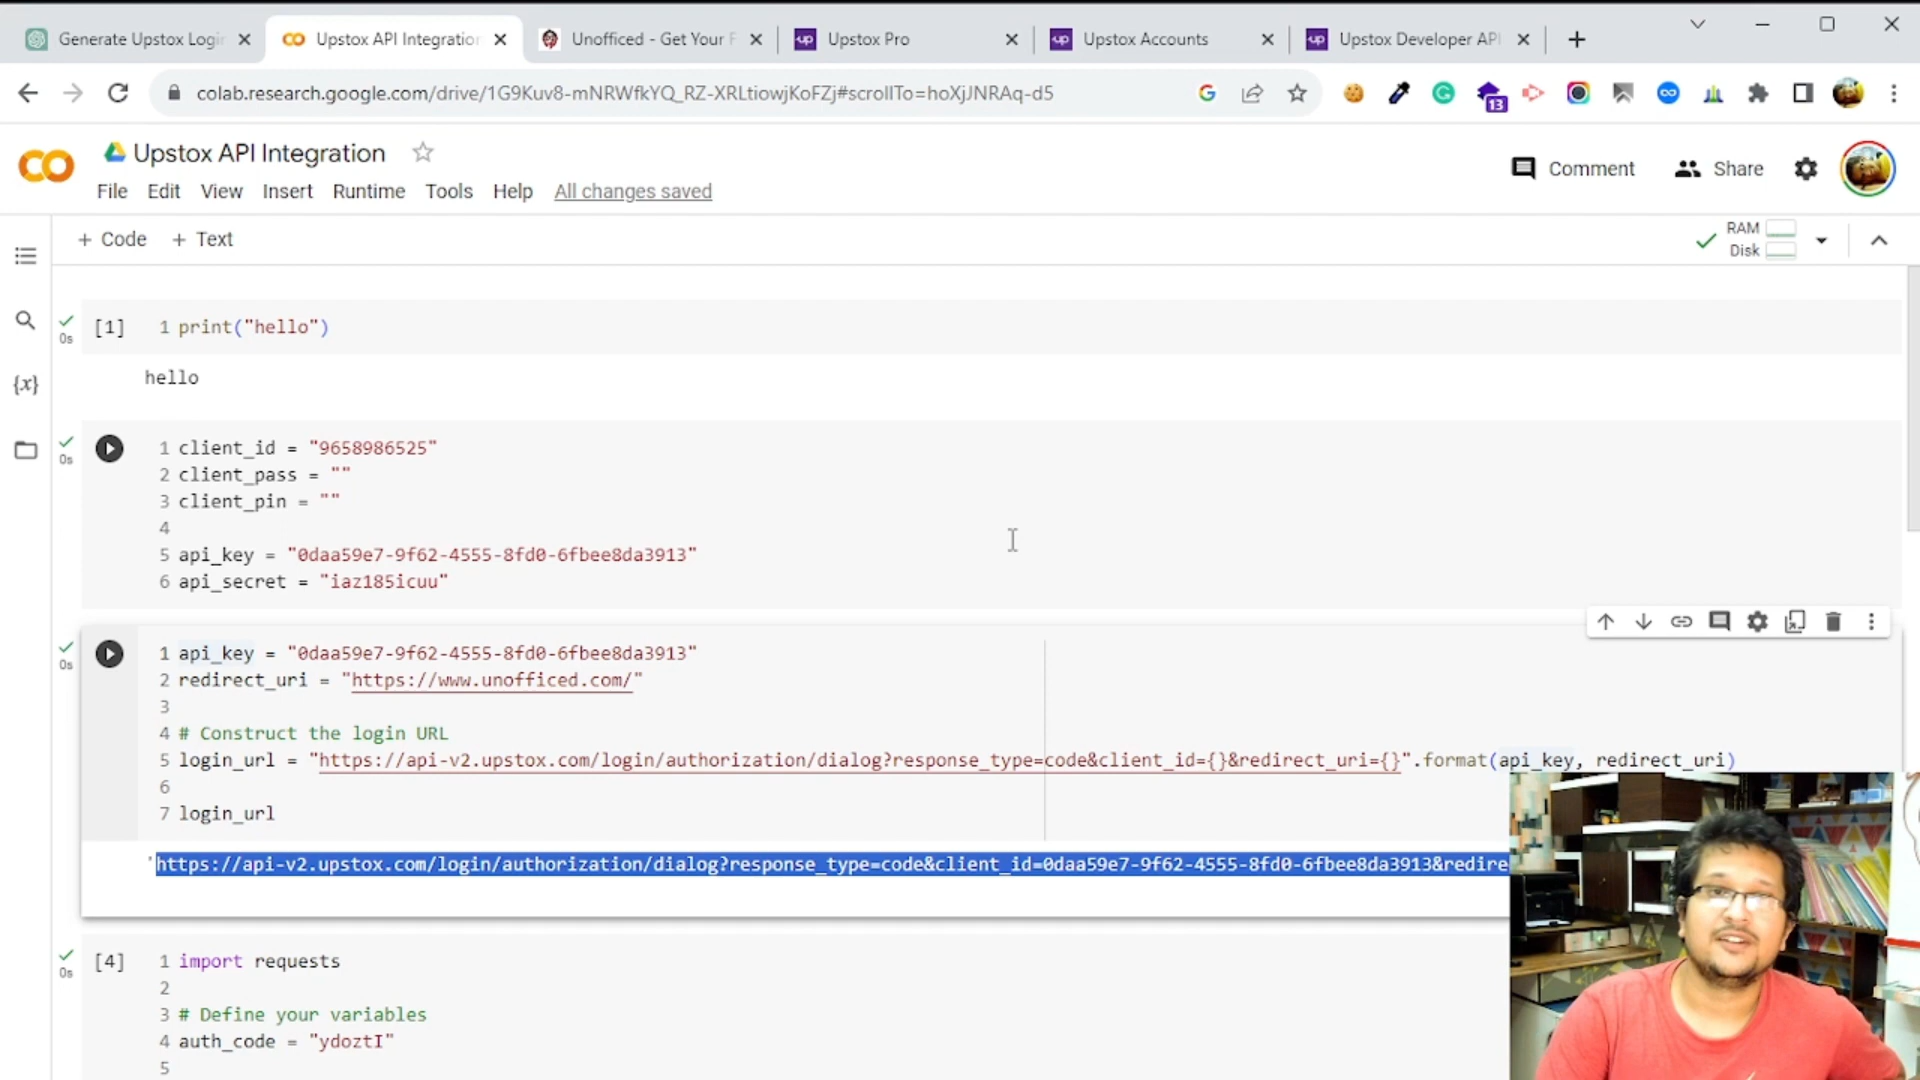 Generate Upstox Logi
Upstox API Integration
Unofficed - Get Your F
Upstox Pro
Upstox Accounts
Upstox Developer API
colab.research.google.com/drive/1G9Kuv8-mNRWfkYQ_RZ-XRLtiowjKoFZj#scrollTo=hoXjJNRAq-d5
13
Upstox API Integration
Comment
Share
File Edit View Insert Runtime Tools Help All changes saved
+ Code + Text
RAM
Disk
[1] 1 print("hello")
0s
hello
1 client_id = "9658986525"
0s
2 client_pass = ""
3 client_pin = ""
4
5 api_key = "0daa59e7-9f62-4555-8fd0-6fbee8da3913"
6 api_secret = "iaz185icuu"
1 api_key = "0daa59e7-9f62-4555-8fd0-6fbee8da3913"
0s
2 redirect_uri = "https://www.unofficed.com/"
3
4 # Construct the login URL
5 login_url = "https://api-v2.upstox.com/login/authorization/dialog?response_type=code&client_id={}&redirect_uri={}".format(api_key, redirect_uri)
6
7 login_url
'https://api-v2.upstox.com/login/authorization/dialog?response_type=code&client_id=0daa59e7-9f62-4555-8fd0-6fbee8da3913&redire
[4] 1 import requests
0s
2
3 # Define your variables
4 auth_code = "ydoztI"
5